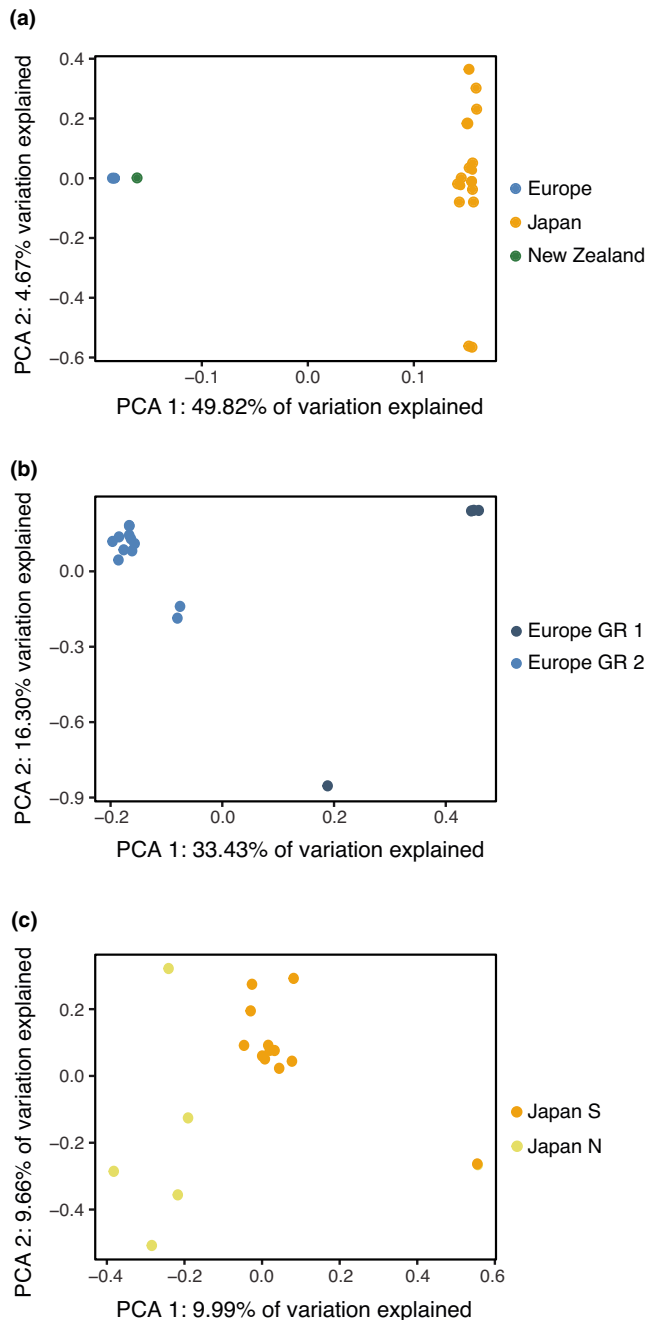 (a)
PCA 2: 4.67% variation explained
0.4
0.2
0.0
−0.2
−0.4
−0.6
−0.1
0.0
0.1
PCA 1: 49.82% of variation explained
Europe
Japan
New Zealand
(b)
PCA 2: 16.30% variation explained
0.0
−0.3
−0.6
−0.9
−0.2
0.0
0.2
0.4
PCA 1: 33.43% of variation explained
Europe GR 1
Europe GR 2
(c)
PCA 2: 9.66% of variation explained
0.2
0.0
−0.2
−0.4
−0.4
−0.2
0.0
0.2
0.4
0.6
PCA 1: 9.99% of variation explained
Japan S
Japan N